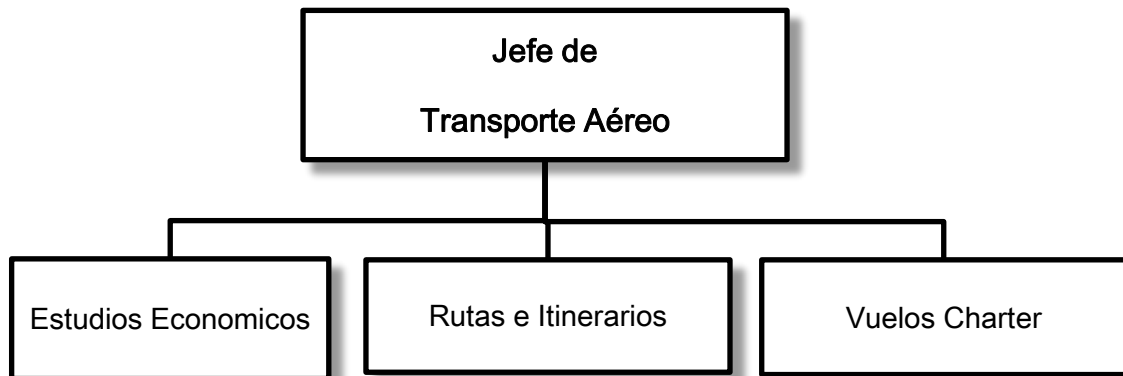 Jefe de
Transporte Aéreo
Estudios Economicos
Rutas e Itinerarios
Vuelos Charter